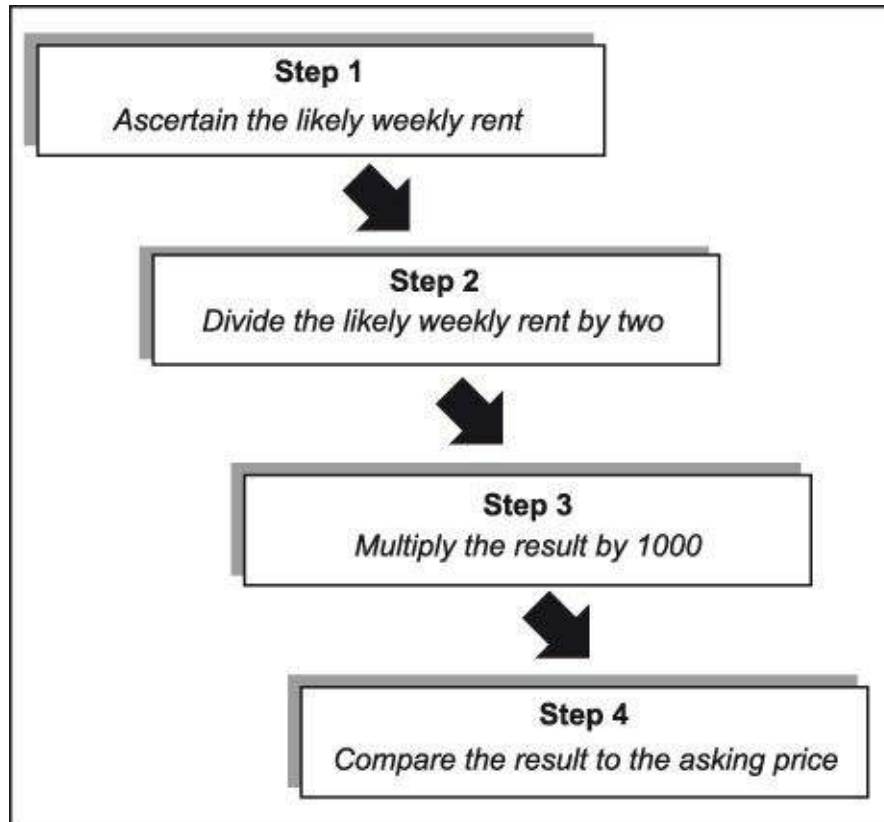 Step 1
Ascertain the likely weekly rent
Step 2
Divide the likely weekly rent by two
Step 3
Multiply the result by 1000
Step 4
Compare the result to the asking price